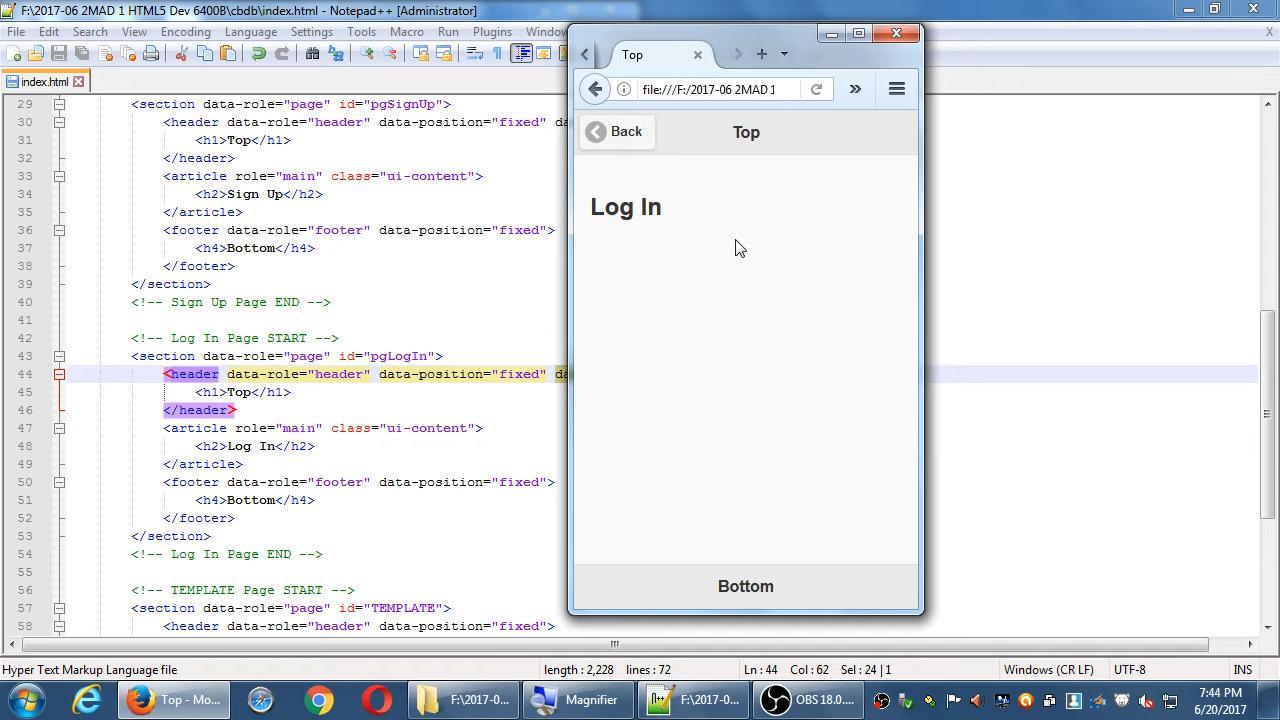 F:\2017-06 2MAD 1 HTML5 Dev 6400B\cbdb\index.html - Notepad++ [Administrator]
File Edit Search View Encoding Language Settings Tools Macro Run Plugins Window
X
index.html
29 <section data-role="page" id="pgSignUp">
30 <header data-role="header" data-position="fixed" da
31 <h1>Top</h1>
32 </header>
33 <article role="main" class="ui-content">
34 <h2>Sign Up</h2>
35 </article>
36 <footer data-role="footer" data-position="fixed">
37 <h4>Bottom</h4>
38 </footer>
39 </section>
40 <!-- Sign Up Page END -->
41
42 <!-- Log In Page START -->
43 <section data-role="page" id="pgLogIn">
44 <header data-role="header" data-position="fixed" da
45 <h1>Top</h1>
46 </header>
47 <article role="main" class="ui-content">
48 <h2>Log In</h2>
49 </article>
50 <footer data-role="footer" data-position="fixed">
51 <h4>Bottom</h4>
52 </footer>
53 </section>
54 <!-- Log In Page END -->
55
56 <!-- TEMPLATE Page START -->
57 <section data-role="page" id="TEMPLATE">
58 <header data-role="header" data-position="fixed">
Top
file:///F:/2017-06 2MAD 1
Back
Top
Log In
Bottom
Hyper Text Markup Language file length : 2,228 lines : 72 Ln : 44 Col : 62 Sel : 24 | 1 Windows (CR LF) UTF-8 INS
Top - Mo...
F:\2017-0...
Magnifier
F:\2017-0...
OBS 18.0....
7:44 PM
6/20/2017